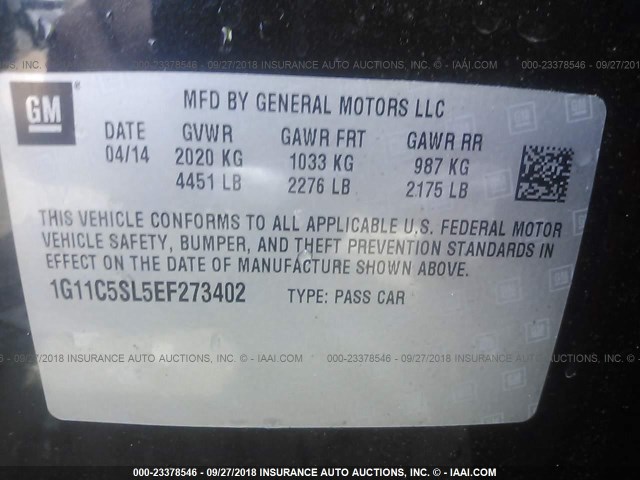 000-23378546 - 09/27/2018 INSURANCE AUTO AUCTIONS, INC. © - IAAI.COM
GM ®
MFD BY GENERAL MOTORS LLC
DATE GVWR GAWR FRT GAWR RR
04/14 2020 KG 1033 KG 987 KG
4451 LB 2276 LB 2175 LB
THIS VEHICLE CONFORMS TO ALL APPLICABLE U.S. FEDERAL MOTOR
VEHICLE SAFETY, BUMPER, AND THEFT PREVENTION STANDARDS IN
EFFECT ON THE DATE OF MANUFACTURE SHOWN ABOVE.
1G11C5SL5EF273402 TYPE: PASS CAR
000-23378546 - 09/27/2018 INSURANCE AUTO AUCTIONS, INC. © - IAAI.COM